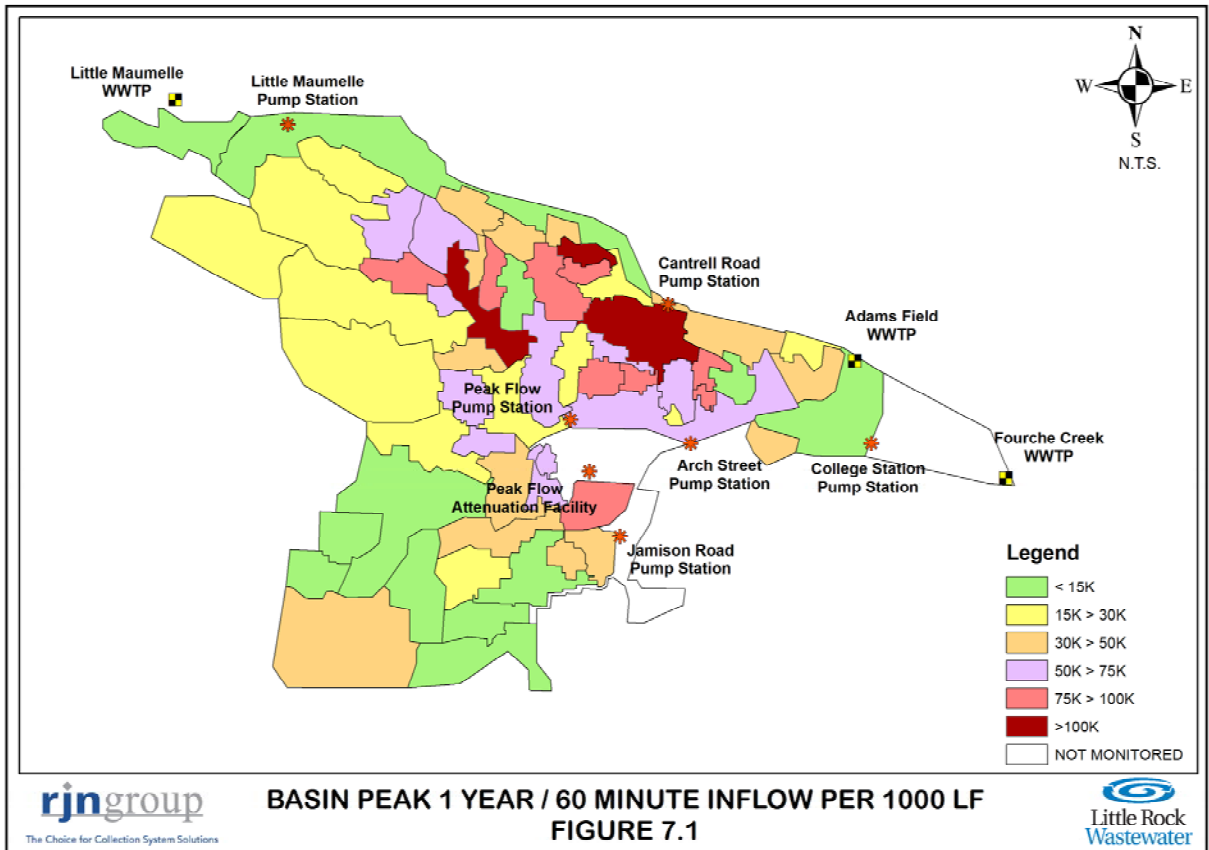 N
W
E
S
N.T.S.
Little Maumelle
WWTP
Little Maumelle
Pump Station
Cantrell Road
Pump Station
Adams Field
WWTP
Peak Flow
Pump Station
Fourche Creek
WWTP
Arch Street
Pump Station
College Station
Pump Station
Peak Flow
Attenuation Facility
Jamison Road
Pump Station
Legend
< 15K
15K > 30K
30K > 50K
50K > 75K
75K > 100K
>100K
NOT MONITORED
rjngroup
The Choice for Collection System Solutions
BASIN PEAK 1 YEAR / 60 MINUTE INFLOW PER 1000 LF
FIGURE 7.1
Little Rock
Wastewater